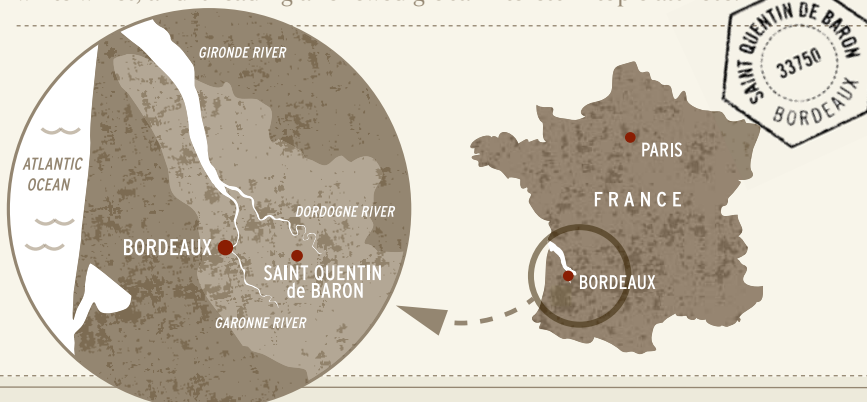 GIRONDE RIVER
ATLANTIC
OCEAN
DORDOGNE RIVER
BORDEAUX
SAINT QUENTIN
de BARON
GARONNE RIVER
PARIS
FRANCE
BORDEAUX
SAINT QUENTIN DE BARON
33750
BORDEAUX